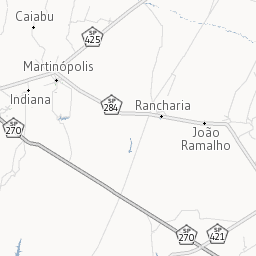 Caiabu
SP
425
Martinópolis
Indiana
SP
284
Rancharia
SP
270
João
Ramalho
SP
270
SP
421